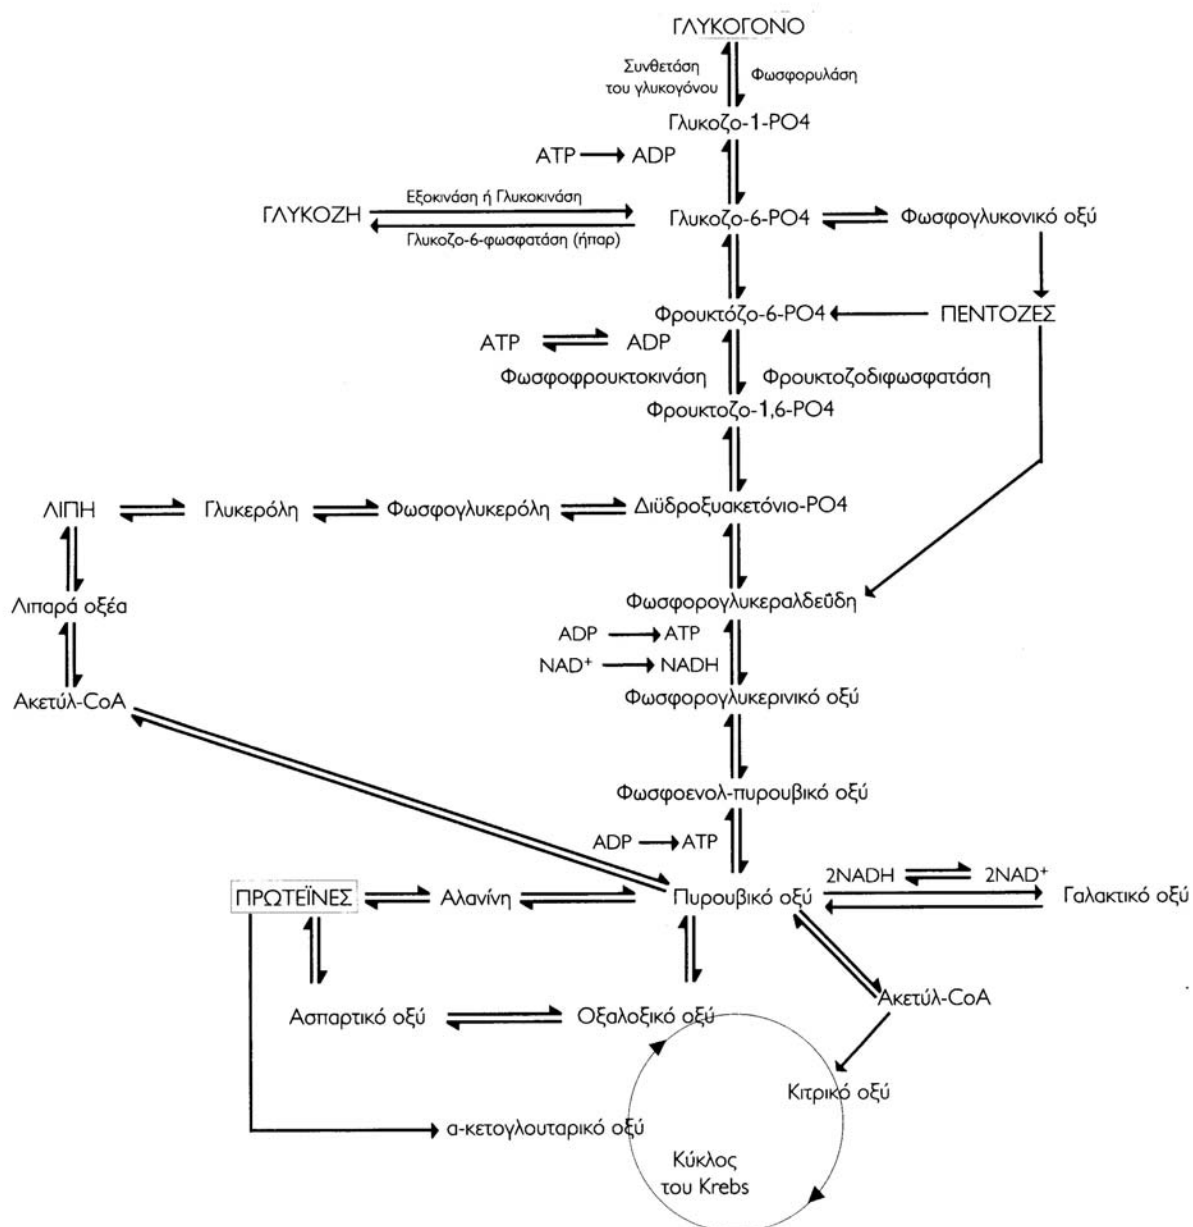 ΓΛΥΚΟΓΟΝΟ
Συνθετάση
του γλυκογόνου
Φωσφορυλάση
Γλυκοζο-1-PO4
ATP
ADP
ΓΛΥΚΟΖΗ
Εξοκινάση ή Γλυκοκινάση
Γλυκοζο-6-φωσφατάση (ήπαρ)
Γλυκοζο-6-PO4
Φωσφογλυκονικό οξύ
Φρουκτόζο-6-PO4
ΠΕΝΤΟΖΕΣ
ATP
ADP
Φωσφοφρουκτοκινάση
Φρουκτοζοδιφωσφατάση
Φρουκτοζο-1,6-PO4
ΛΙΠΗ
Γλυκερόλη
Φωσφογλυκερόλη
Διϋδροξυακετόνιο-PO4
Λιπαρά οξέα
Φωσφορογλυκεραλδεΰδη
ADP
ATP
NAD⁺
NADH
Ακετύλ-CoA
Φωσφορογλυκερινικό οξύ
Φωσφοενολ-πυρουβικό οξύ
ADP
ATP
ΠΡΩΤΕΪΝΕΣ
Αλανίνη
Πυρουβικό οξύ
2NADH
2NAD⁺
Γαλακτικό οξύ
Ασπαρτικό οξύ
Οξαλοξικό οξύ
Ακετύλ-CoA
Κιτρικό οξύ
α-κετογλουταρικό οξύ
Κύκλος
του Krebs